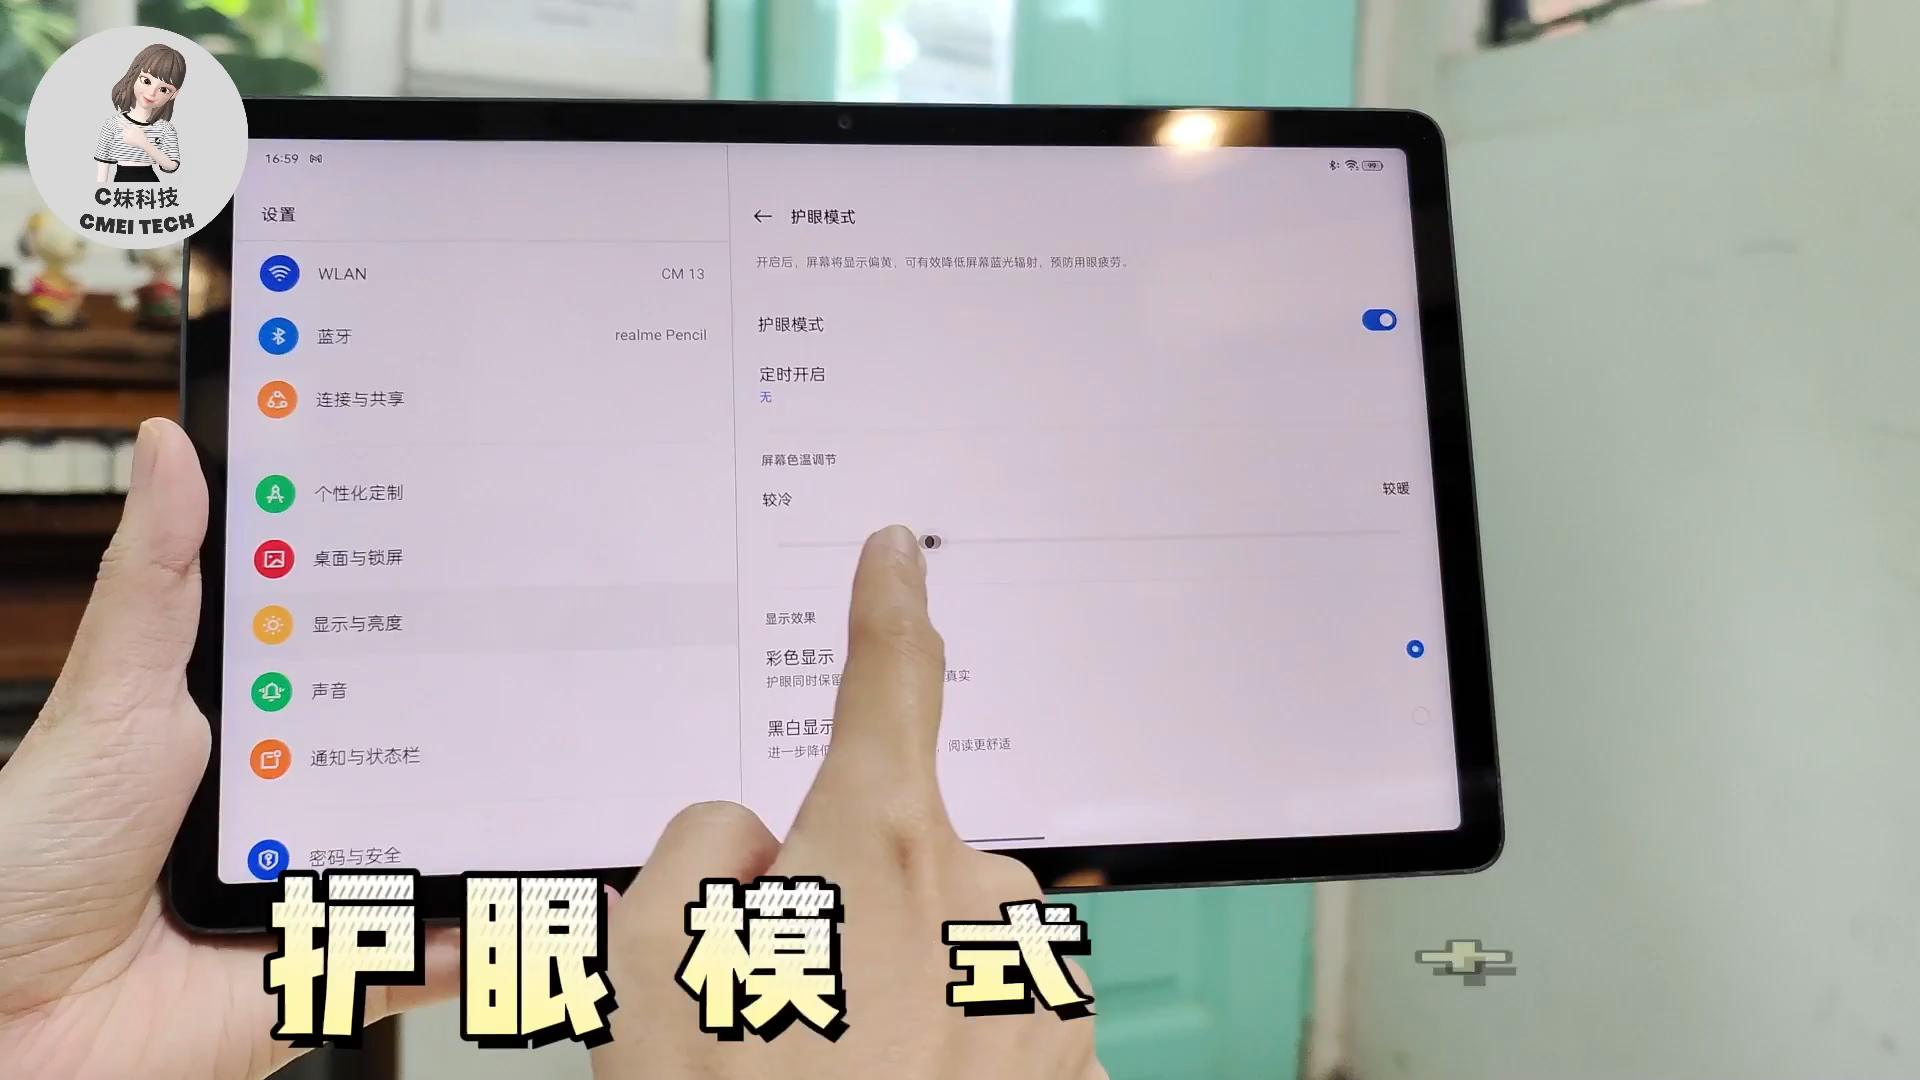 C妹科技
CMEI TECH
16:59
99
设置
WLAN
CM 13
蓝牙
realme Pencil
连接与共享
个性化定制
桌面与锁屏
显示与亮度
声音
通知与状态栏
密码与安全
护眼模式
开启后，屏幕将显示偏黄，可有效降低屏幕蓝光辐射，预防用眼疲劳。
护眼模式
定时开启
无
屏幕色温调节
较冷
较暖
显示效果
彩色显示
护眼同时保留
真实
黑白显示
进一步降低
，阅读更舒适
护眼模式